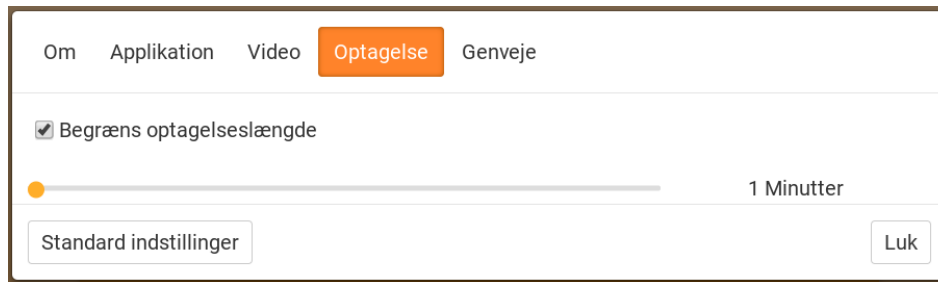 Om Applikation Video Optagelse Genveje
Begræns optagelseslængde
1 Minutter
Standard indstillinger Luk